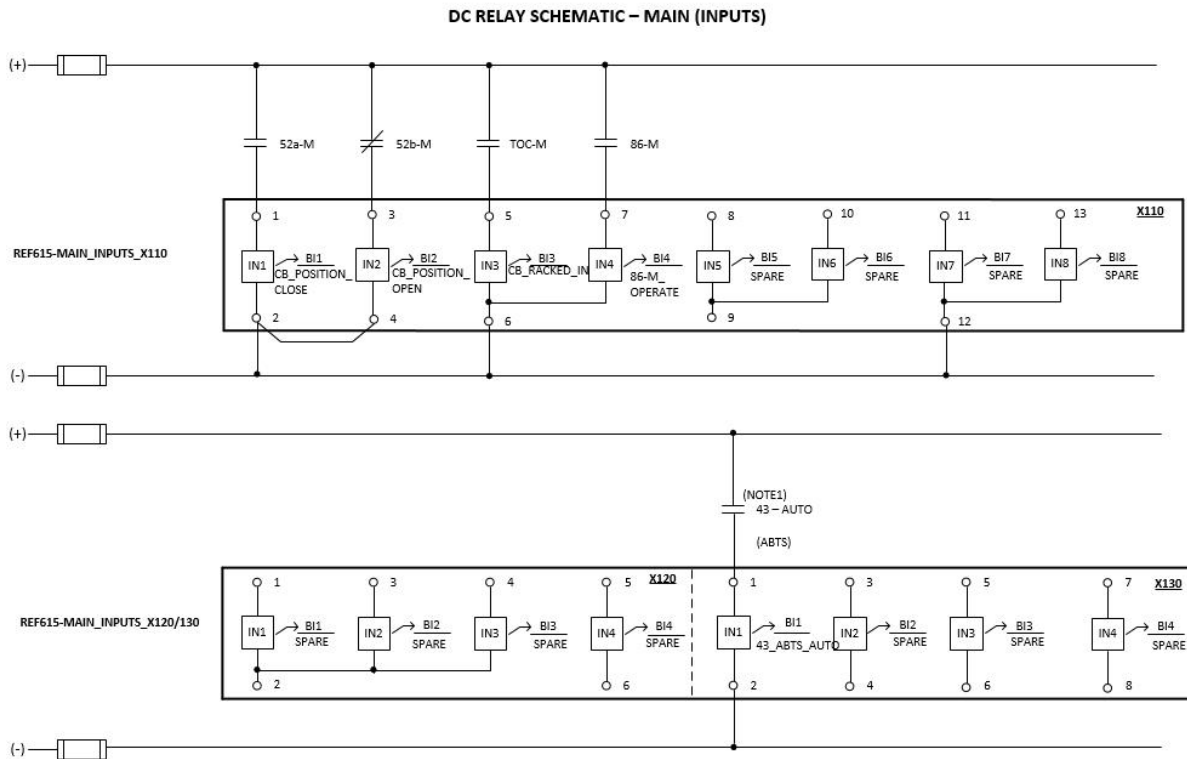 DC RELAY SCHEMATIC – MAIN (INPUTS)
(+)
52a-M 52b-M TOC-M 86-M
1 3 5 7 8 10 11 13 X110
REF615-MAIN_INPUTS_X110
IN1 BI1 IN2 BI2 IN3 BI3 IN4 BI4 IN5 BI5 IN6 BI6 IN7 BI7 IN8 BI8
CB_POSITION_ CB_POSITION_ CB_RACKED_IN 86-M_ SPARE SPARE SPARE SPARE
CLOSE OPEN OPERATE
2 4 6 9 12
(-)
(+)
(NOTE1)
43 – AUTO
(ABTS)
1 3 4 5 X120 1 3 5 7 X130
REF615-MAIN_INPUTS_X120/130
IN1 BI1 IN2 BI2 IN3 BI3 IN4 BI4 IN1 BI1 IN2 BI2 IN3 BI3 IN4 BI4
SPARE SPARE SPARE SPARE 43_ABTS_AUTO SPARE SPARE SPARE
2 6 2 4 6 8
(-)